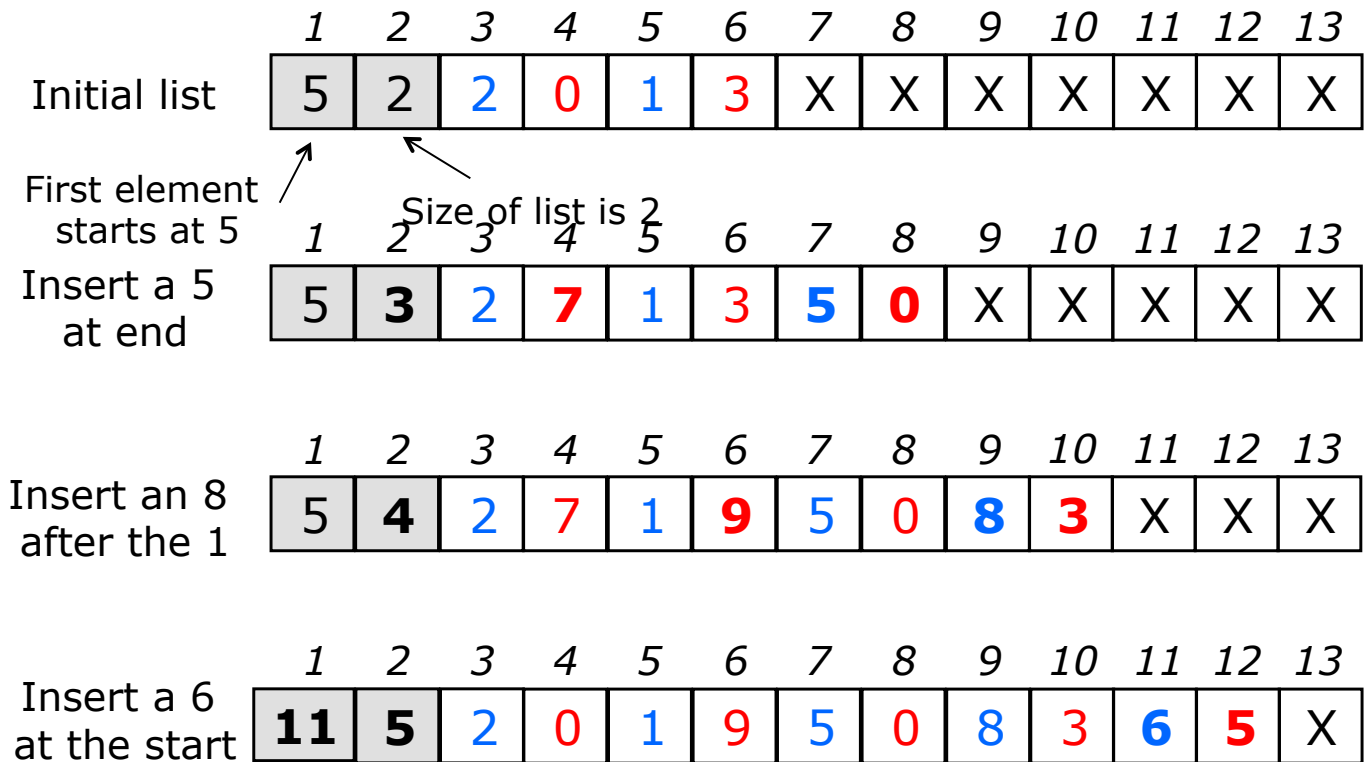 1 2 3 4 5 6 7 8 9 10 11 12 13
Initial list 5 2 2 0 1 3 X X X X X X X
First element
starts at 5
Size of list is 2
1 2 3 4 5 6 7 8 9 10 11 12 13
Insert a 5
at end
5 3 2 7 1 3 5 0 X X X X X
1 2 3 4 5 6 7 8 9 10 11 12 13
Insert an 8
after the 1
5 4 2 7 1 9 5 0 8 3 X X X
1 2 3 4 5 6 7 8 9 10 11 12 13
Insert a 6
at the start
11 5 2 0 1 9 5 0 8 3 6 5 X